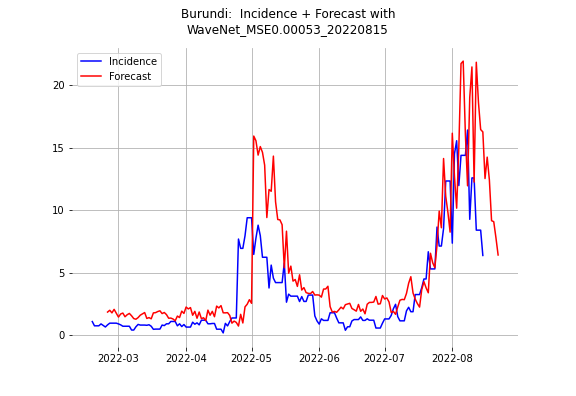 Burundi:  Incidence + Forecast with
WaveNet_MSE0.00053_20220815
Incidence
Forecast
20
15
10
5
0
2022-03 2022-04 2022-05 2022-06 2022-07 2022-08